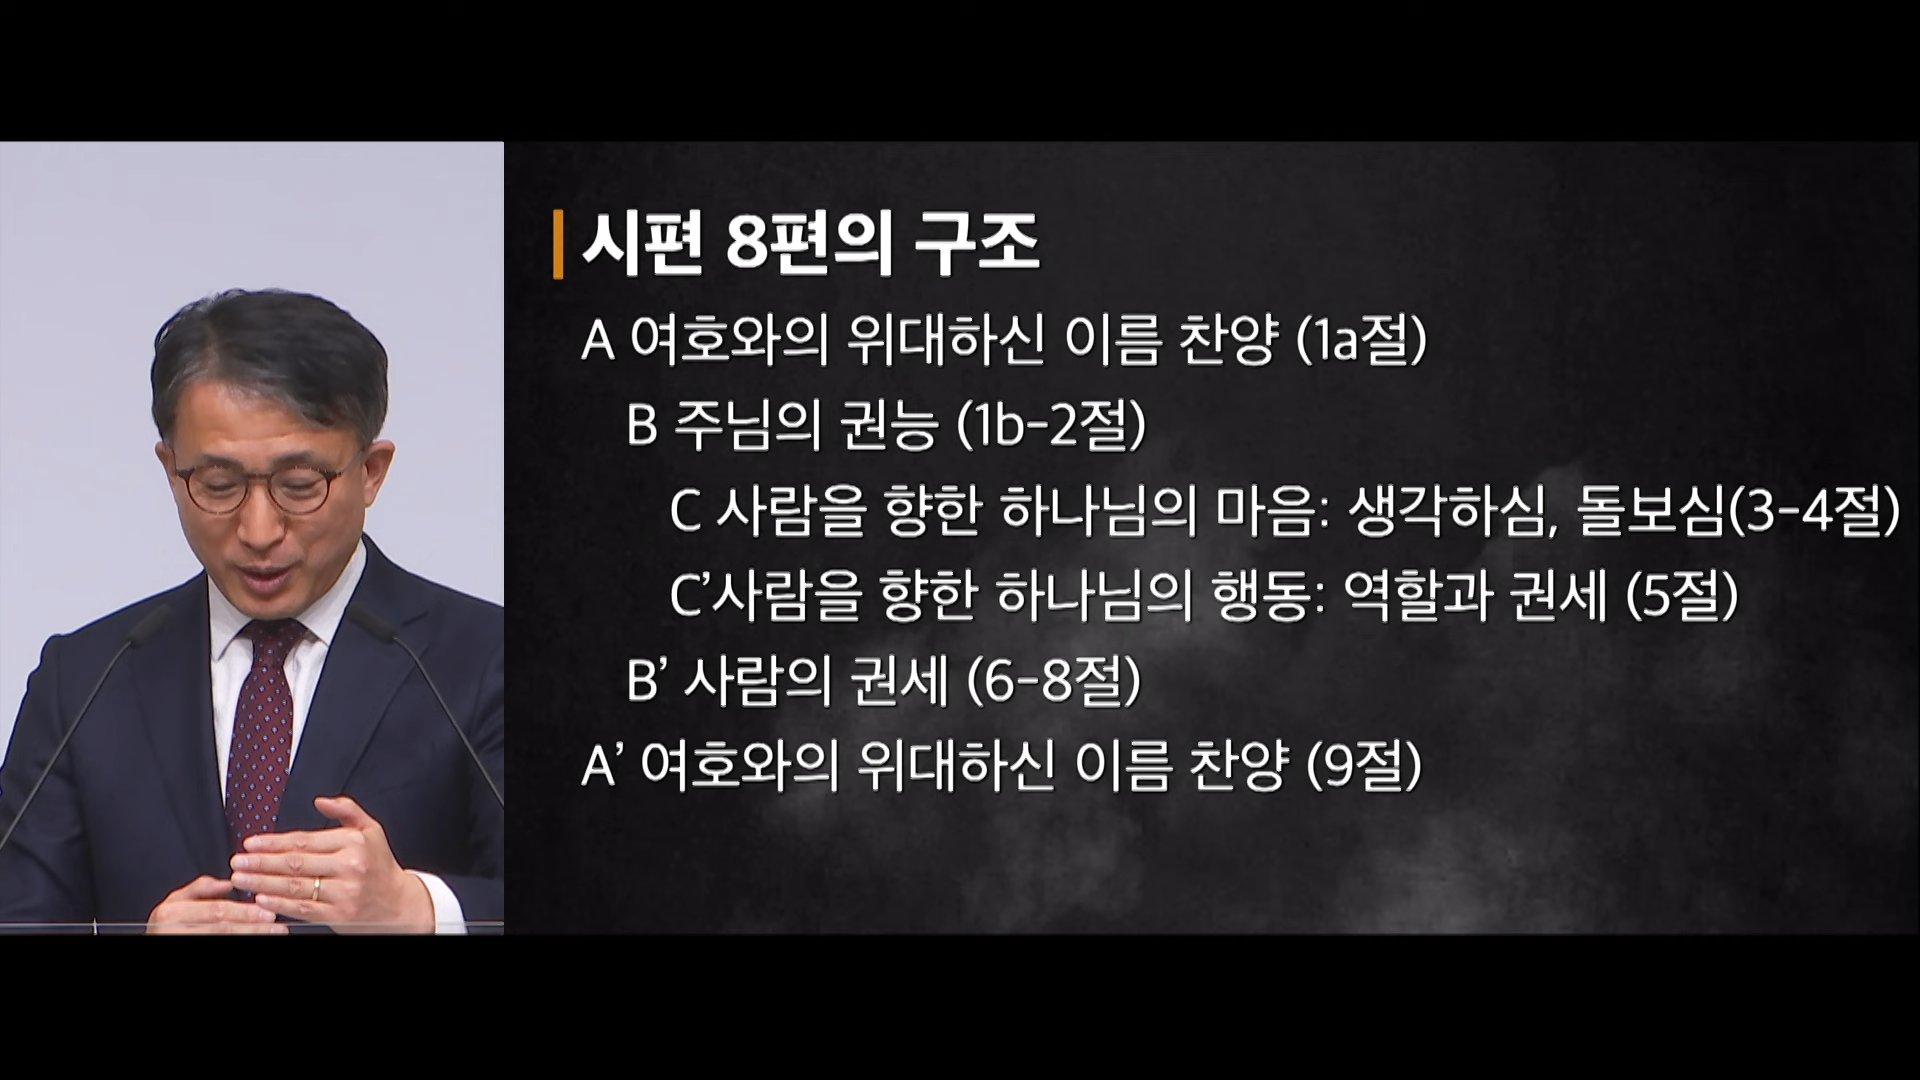 시편 8편의 구조
A 여호와의 위대하신 이름 찬양 (1a절)
B 주님의 권능 (1b-2절)
C 사람을 향한 하나님의 마음: 생각하심, 돌보심(3-4절)
C’사람을 향한 하나님의 행동: 역할과 권세 (5절)
B’ 사람의 권세 (6-8절)
A’ 여호와의 위대하신 이름 찬양 (9절)